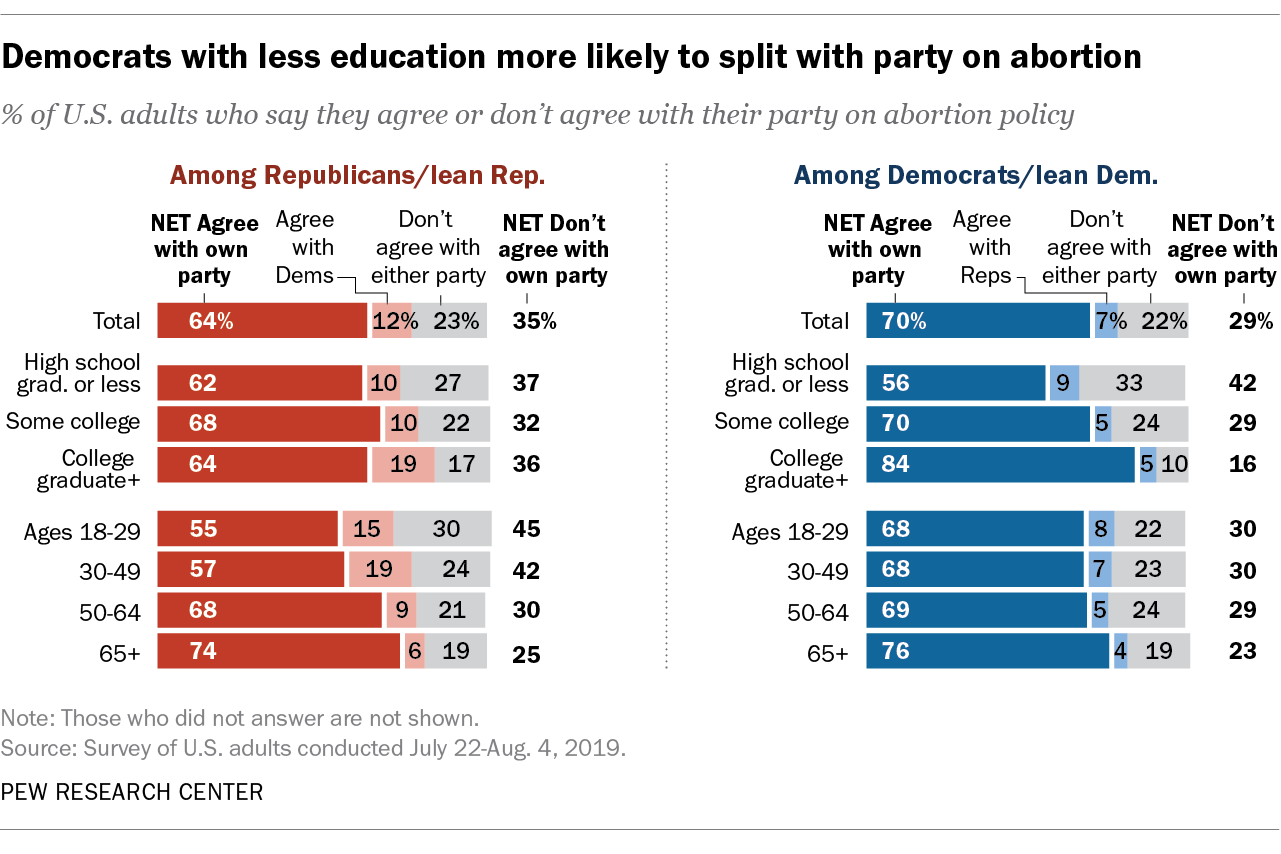 Democrats with less education more likely to split with party on abortion
% of U.S. adults who say they agree or don't agree with their party on abortion policy
Among Republicans/lean Rep.
NET Agree with own party
Agree with Dems
Don't agree with either party
NET Don't agree with own party
Total 64% 12% 23% 35%
High school grad. or less 62 10 27 37
Some college 68 10 22 32
College graduate+ 64 19 17 36
Ages 18-29 55 15 30 45
30-49 57 19 24 42
50-64 68 9 21 30
65+ 74 6 19 25
Among Democrats/lean Dem.
NET Agree with own party
Agree with Reps
Don't agree with either party
NET Don't agree with own party
Total 70% 7% 22% 29%
High school grad. or less 56 9 33 42
Some college 70 5 24 29
College graduate+ 84 5 10 16
Ages 18-29 68 8 22 30
30-49 68 7 23 30
50-64 69 5 24 29
65+ 76 4 19 23
Note: Those who did not answer are not shown.
Source: Survey of U.S. adults conducted July 22-Aug. 4, 2019.
PEW RESEARCH CENTER